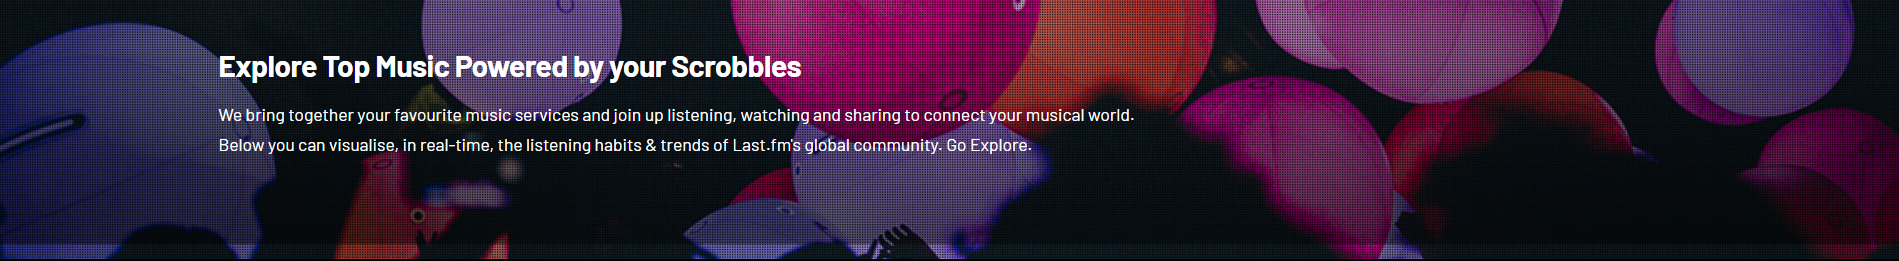 Explore Top Music Powered by your Scrobbles
We bring together your favourite music services and join up listening, watching and sharing to connect your musical world.
Below you can visualise, in real-time, the listening habits & trends of Last.fm's global community. Go Explore.